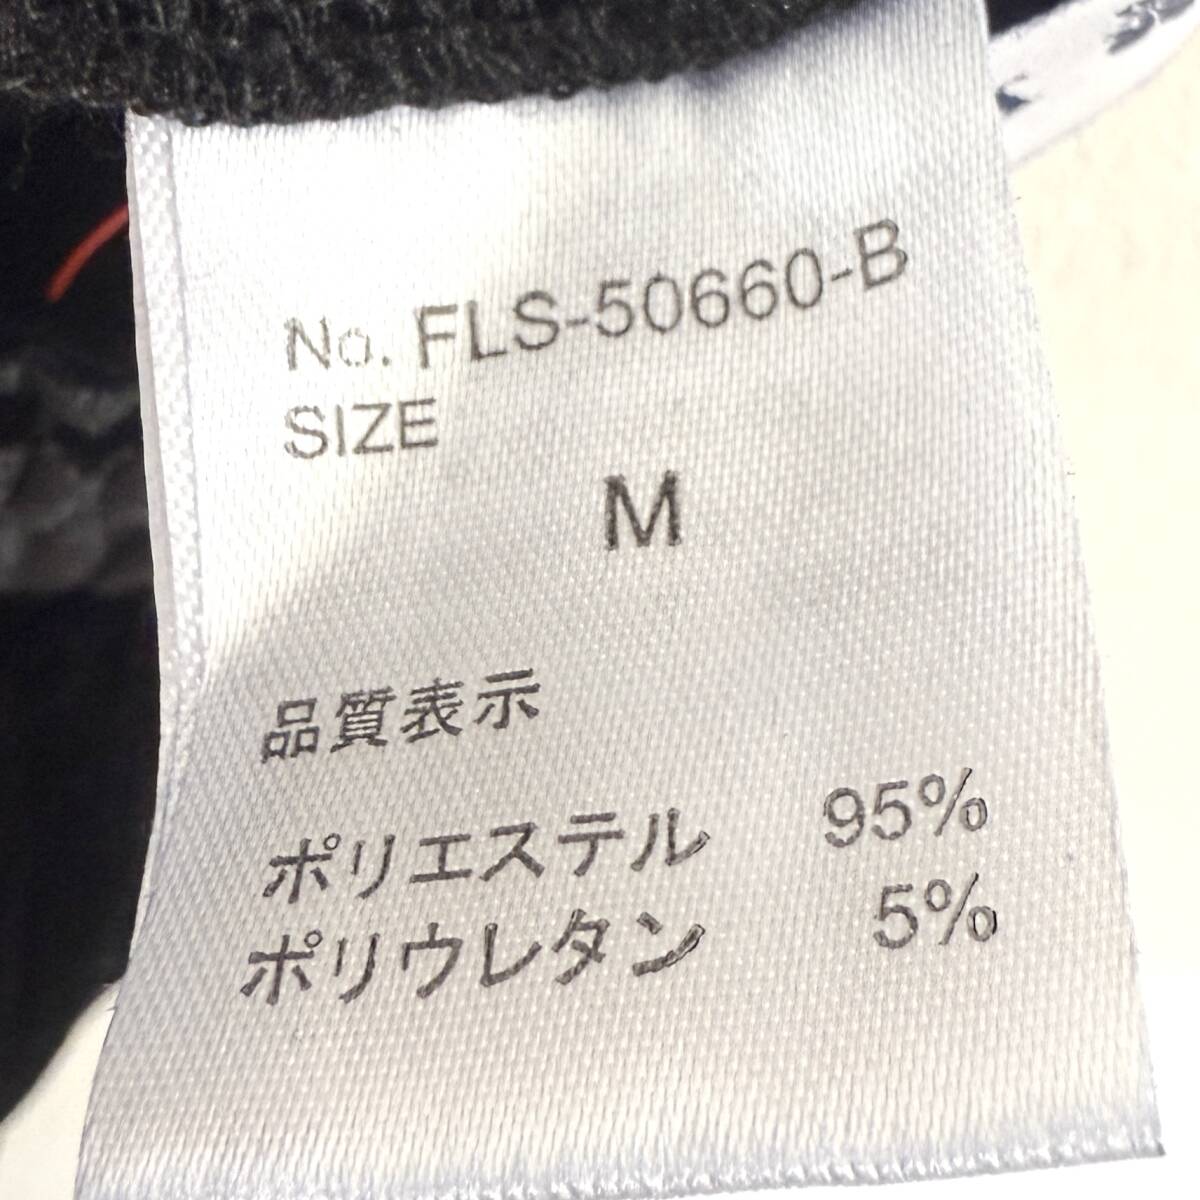 No. FLS-50660-B
SIZE
M
品質表示
ポリエステル 95%
ポリウレタン 5%